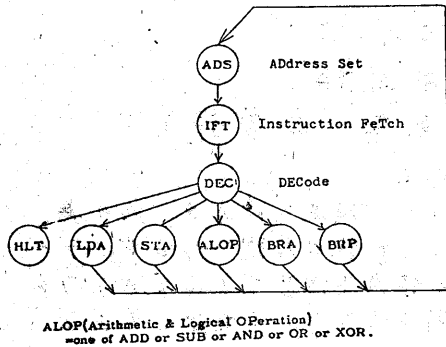 ADS ADdress Set
IFT Instruction FeTch
DEC DECode
HLT LDA STA ALOP BRA BRP
ALOP(Arithmetic & Logical OPeration)
=one of ADD or SUB or AND or OR or XOR.